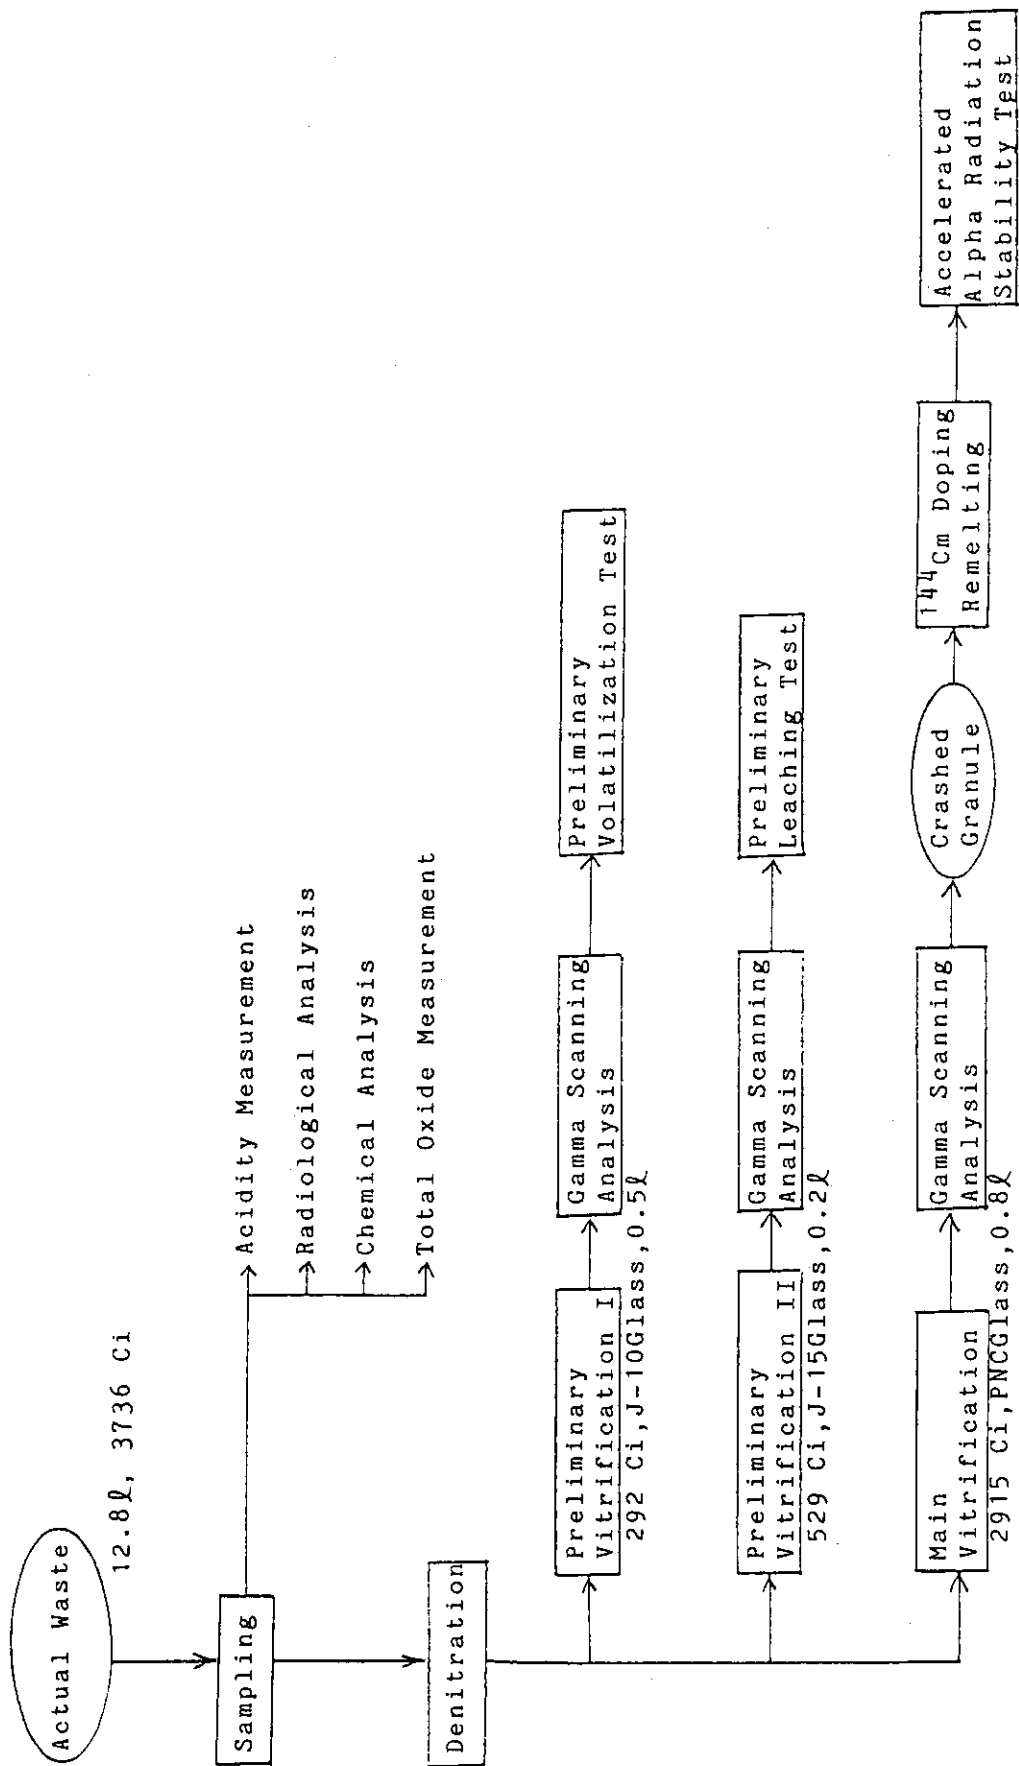 Actual Waste
12.8ℓ, 3736 Ci
Sampling
Acidity Measurement
Radiological Analysis
Chemical Analysis
Total Oxide Measurement
Denitration
Preliminary
Vitrification I
292 Ci,J-10Glass,0.5ℓ
Gamma Scanning
Analysis
Preliminary
Volatilization Test
Preliminary
Vitrification II
529 Ci,J-15Glass,0.2ℓ
Gamma Scanning
Analysis
Preliminary
Leaching Test
Main
Vitrification
2915 Ci,PNCGlass,0.8ℓ
Gamma Scanning
Analysis
Crashed
Granule
¹⁴⁴Cm Doping
Remelting
Accelerated
Alpha Radiation
Stability Test